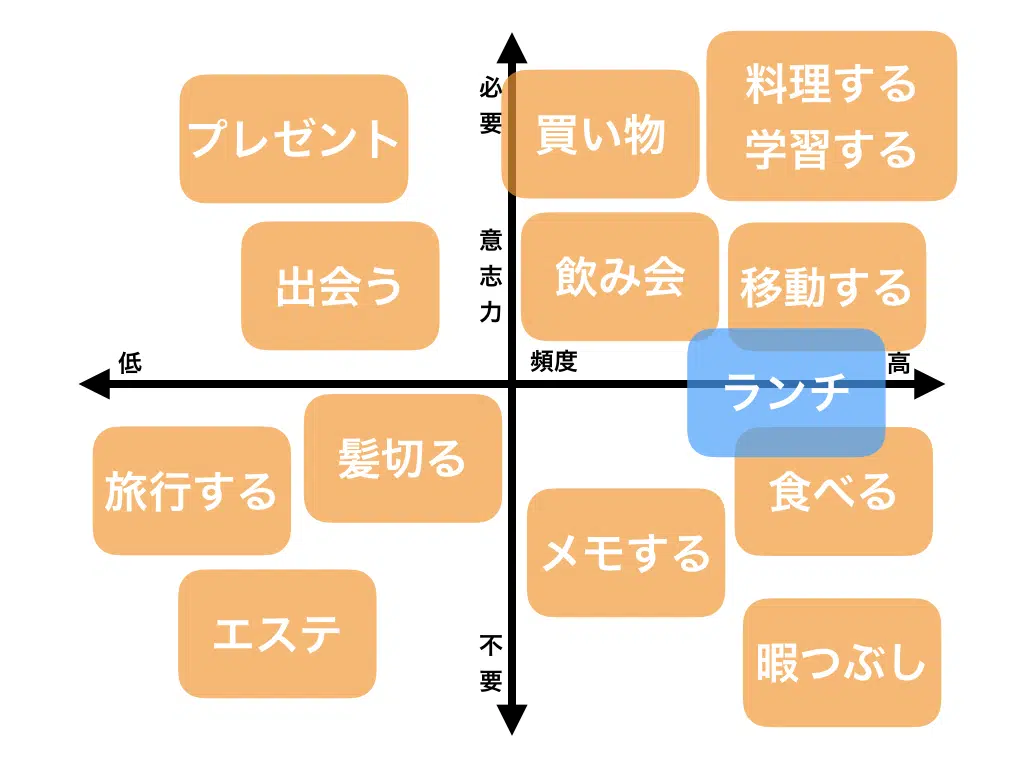 料理する
学習する
プレゼント
必要
買い物
出会う
意志力
飲み会
移動する
低
頻度
高
ランチ
髪切る
旅行する
食べる
メモする
エステ
不要
暇つぶし